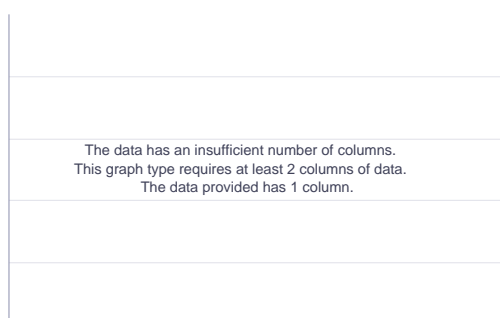 The data has an insufficient number of columns.
This graph type requires at least 2 columns of data.
The data provided has 1 column.